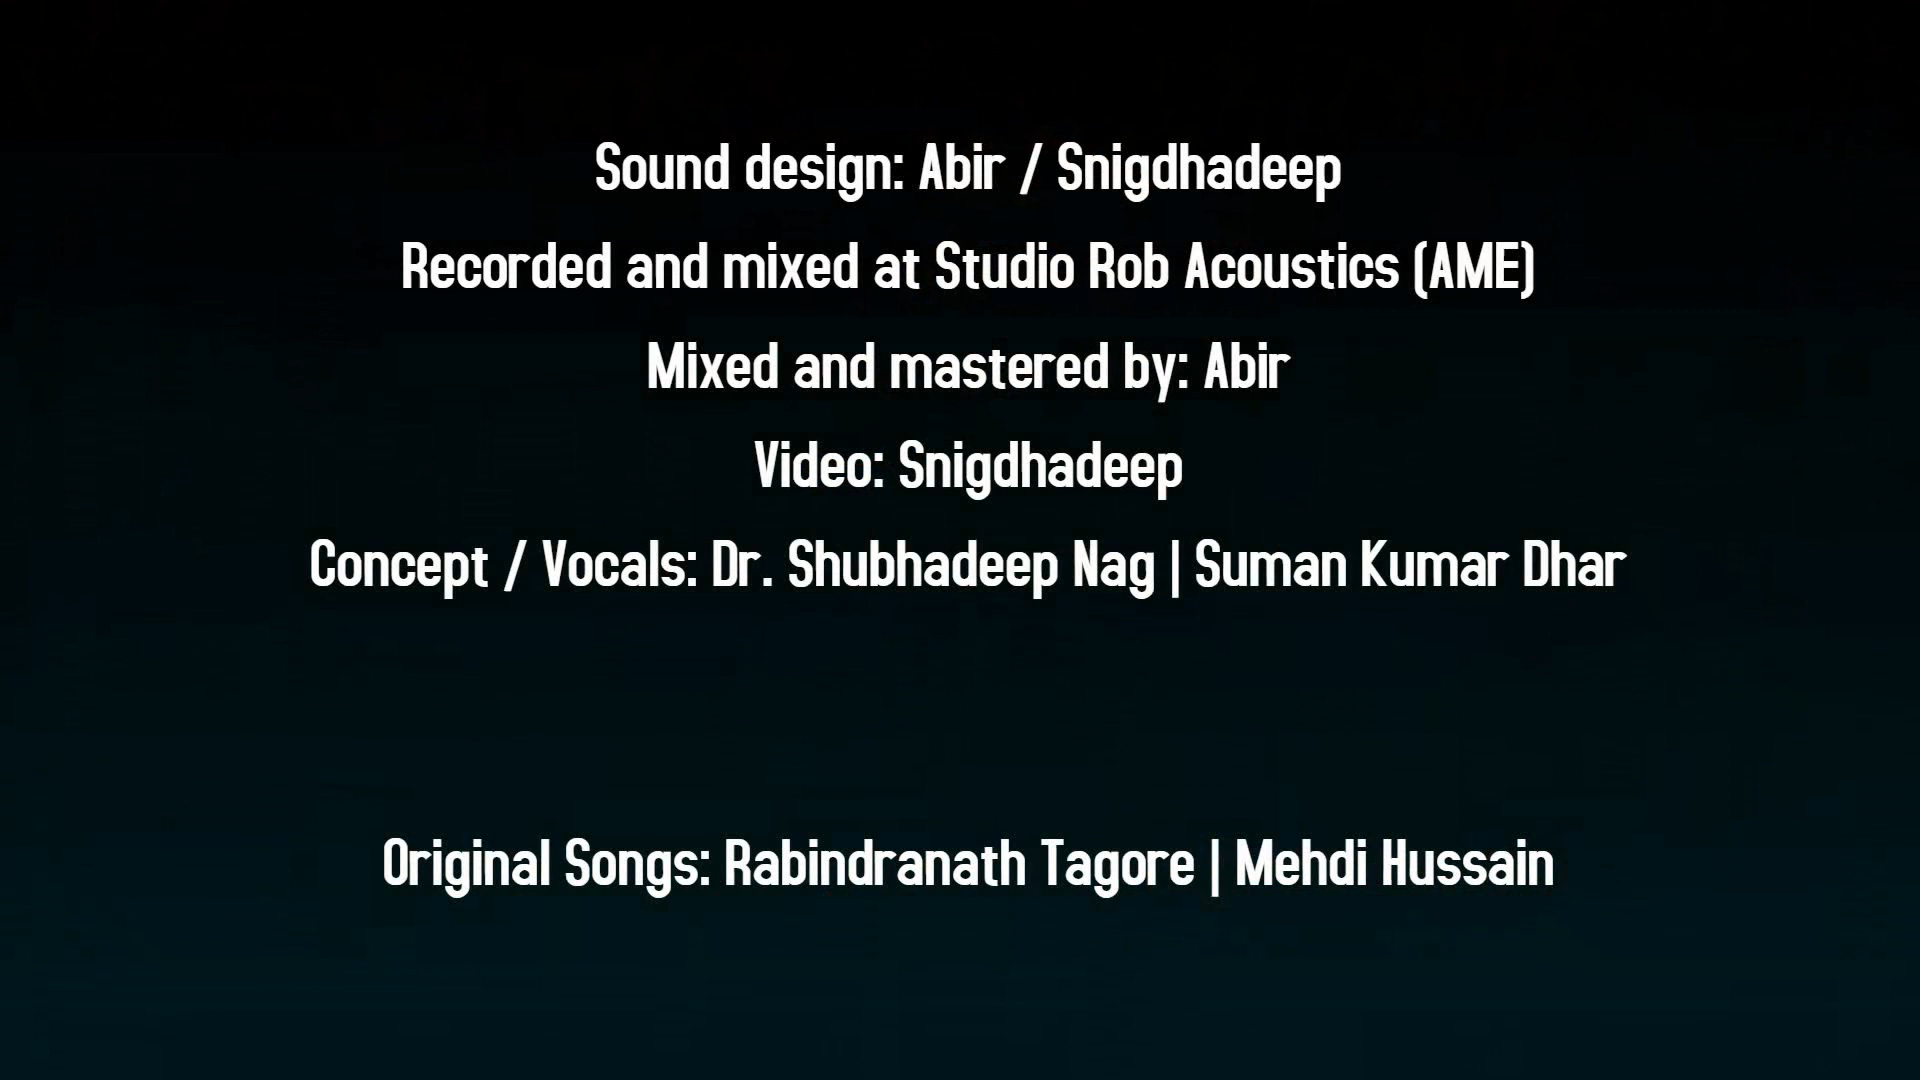 Sound design: Abir / Snigdhadeep
Recorded and mixed at Studio Rob Acoustics (AME)
Mixed and mastered by: Abir
Video: Snigdhadeep
Concept / Vocals: Dr. Shubhadeep Nag | Suman Kumar Dhar
Original Songs: Rabindranath Tagore | Mehdi Hussain